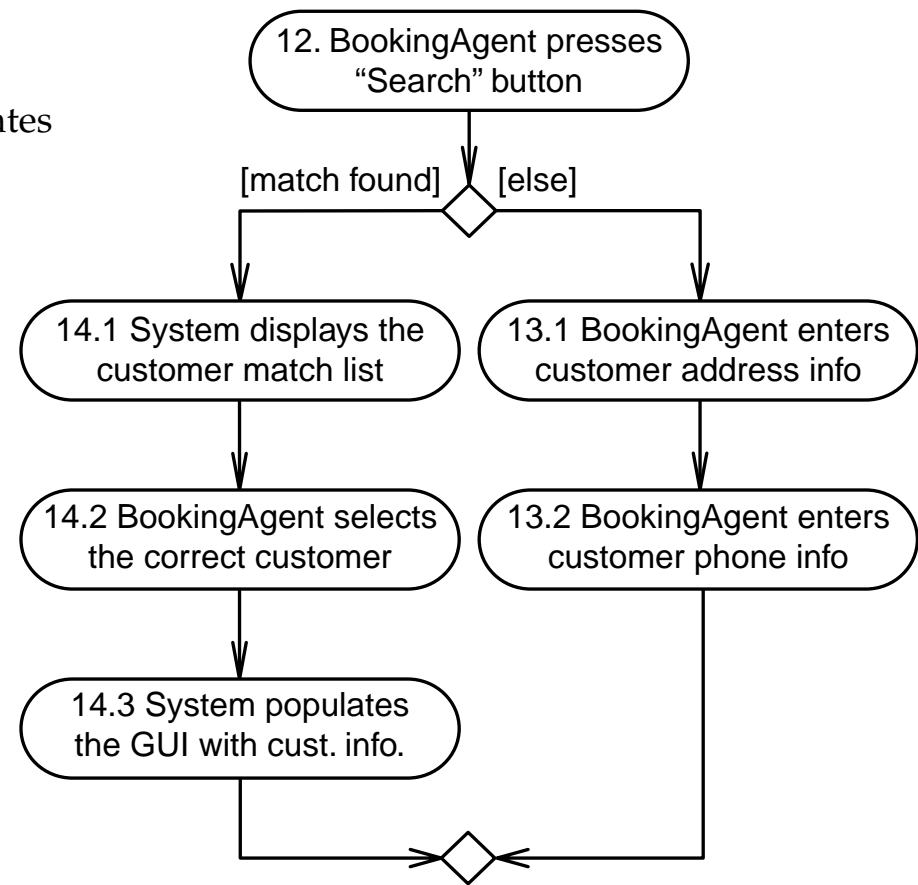 12. BookingAgent presses
“Search” button
[match found]
[else]
14.1 System displays the
customer match list
13.1 BookingAgent enters
customer address info
14.2 BookingAgent selects
the correct customer
13.2 BookingAgent enters
customer phone info
14.3 System populates
the GUI with cust. info.